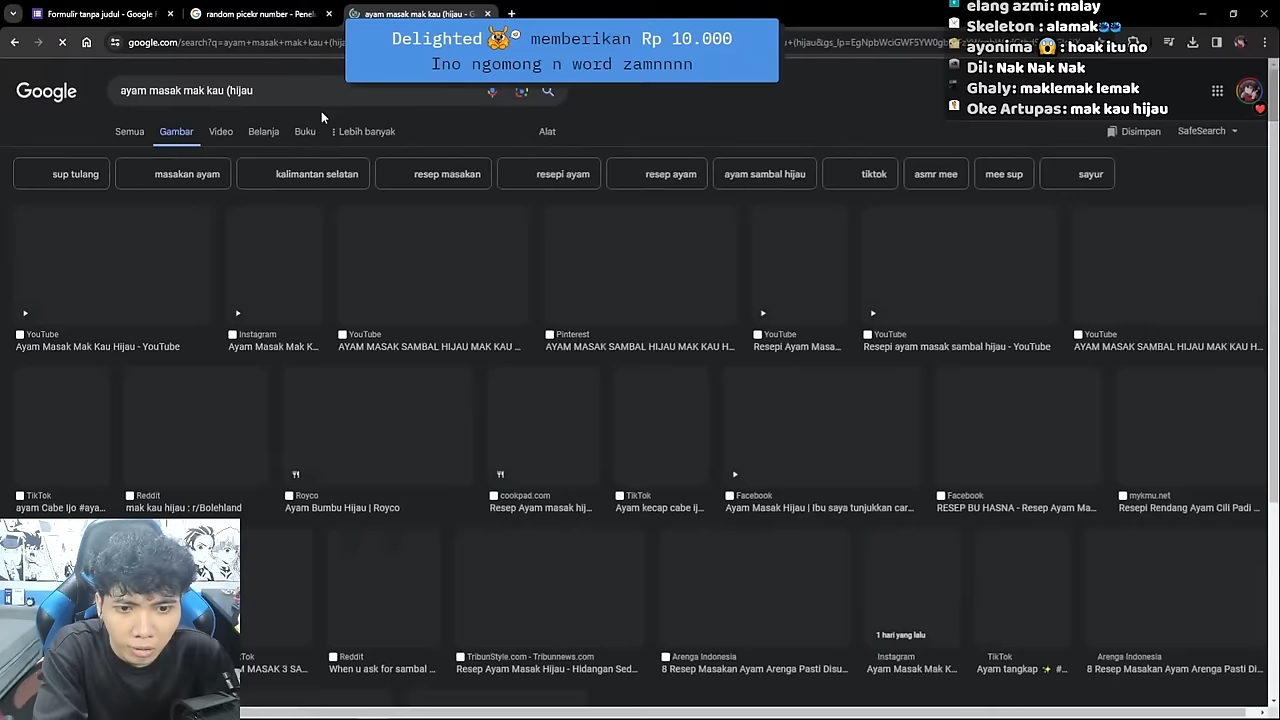 Formulir tanpa judul - Google F
random picekr number - Penel
ayam masak mak kau (hijau - G
elang azmi: malay
Delighted memberikan Rp 10.000
Skeleton : alamak
google.com/search?q=ayam+masak+mak+kau+(hi
(hijau&gs_lp=EgNpbWciGWF5YW0gb
ayonima : hoak itu no
Ino ngomong n word zamnnnn
Dil: Nak Nak Nak
Google
ayam masak mak kau (hijau
Ghaly: maklemak lemak
Oke Artupas: mak kau hijau
Semua Gambar Video Belanja Buku Lebih banyak Alat Disimpan SafeSearch
sup tulang masakan ayam kalimantan selatan resep masakan resepi ayam resep ayam ayam sambal hijau tiktok asmr mee mee sup sayur
YouTube Instagram YouTube Pinterest YouTube YouTube YouTube
Ayam Masak Mak Kau Hijau - YouTube Ayam Masak Mak K... AYAM MASAK SAMBAL HIJAU MAK KAU ... AYAM MASAK SAMBAL HIJAU MAK KAU H... Resepi Ayam Masa... Resepi ayam masak sambal hijau - YouTube AYAM MASAK SAMBAL HIJAU MAK KAU H...
TikTok Reddit Royco cookpad.com TikTok Facebook Facebook mykmu.net
ayam Cabe Ijo #aya... mak kau hijau : r/Bolehland Ayam Bumbu Hijau | Royco Resep Ayam masak hij... Ayam kecap cabe ij... Ayam Masak Hijau | Ibu saya tunjukkan car... RESEP BU HASNA - Resep Ayam Ma... Resepi Rendang Ayam Cili Padi ...
1 hari yang lalu
Reddit TribunStyle.com - Tribunnews.com Arenga Indonesia Instagram TikTok Arenga Indonesia
M MASAK 3 SA... When u ask for sambal ... Resep Ayam Masak Hijau - Hidangan Sed... 8 Resep Masakan Ayam Arenga Pasti Disu... Ayam Masak Mak K... Ayam tangkap ✨ #... 8 Resep Masakan Ayam Arenga Pasti Di...